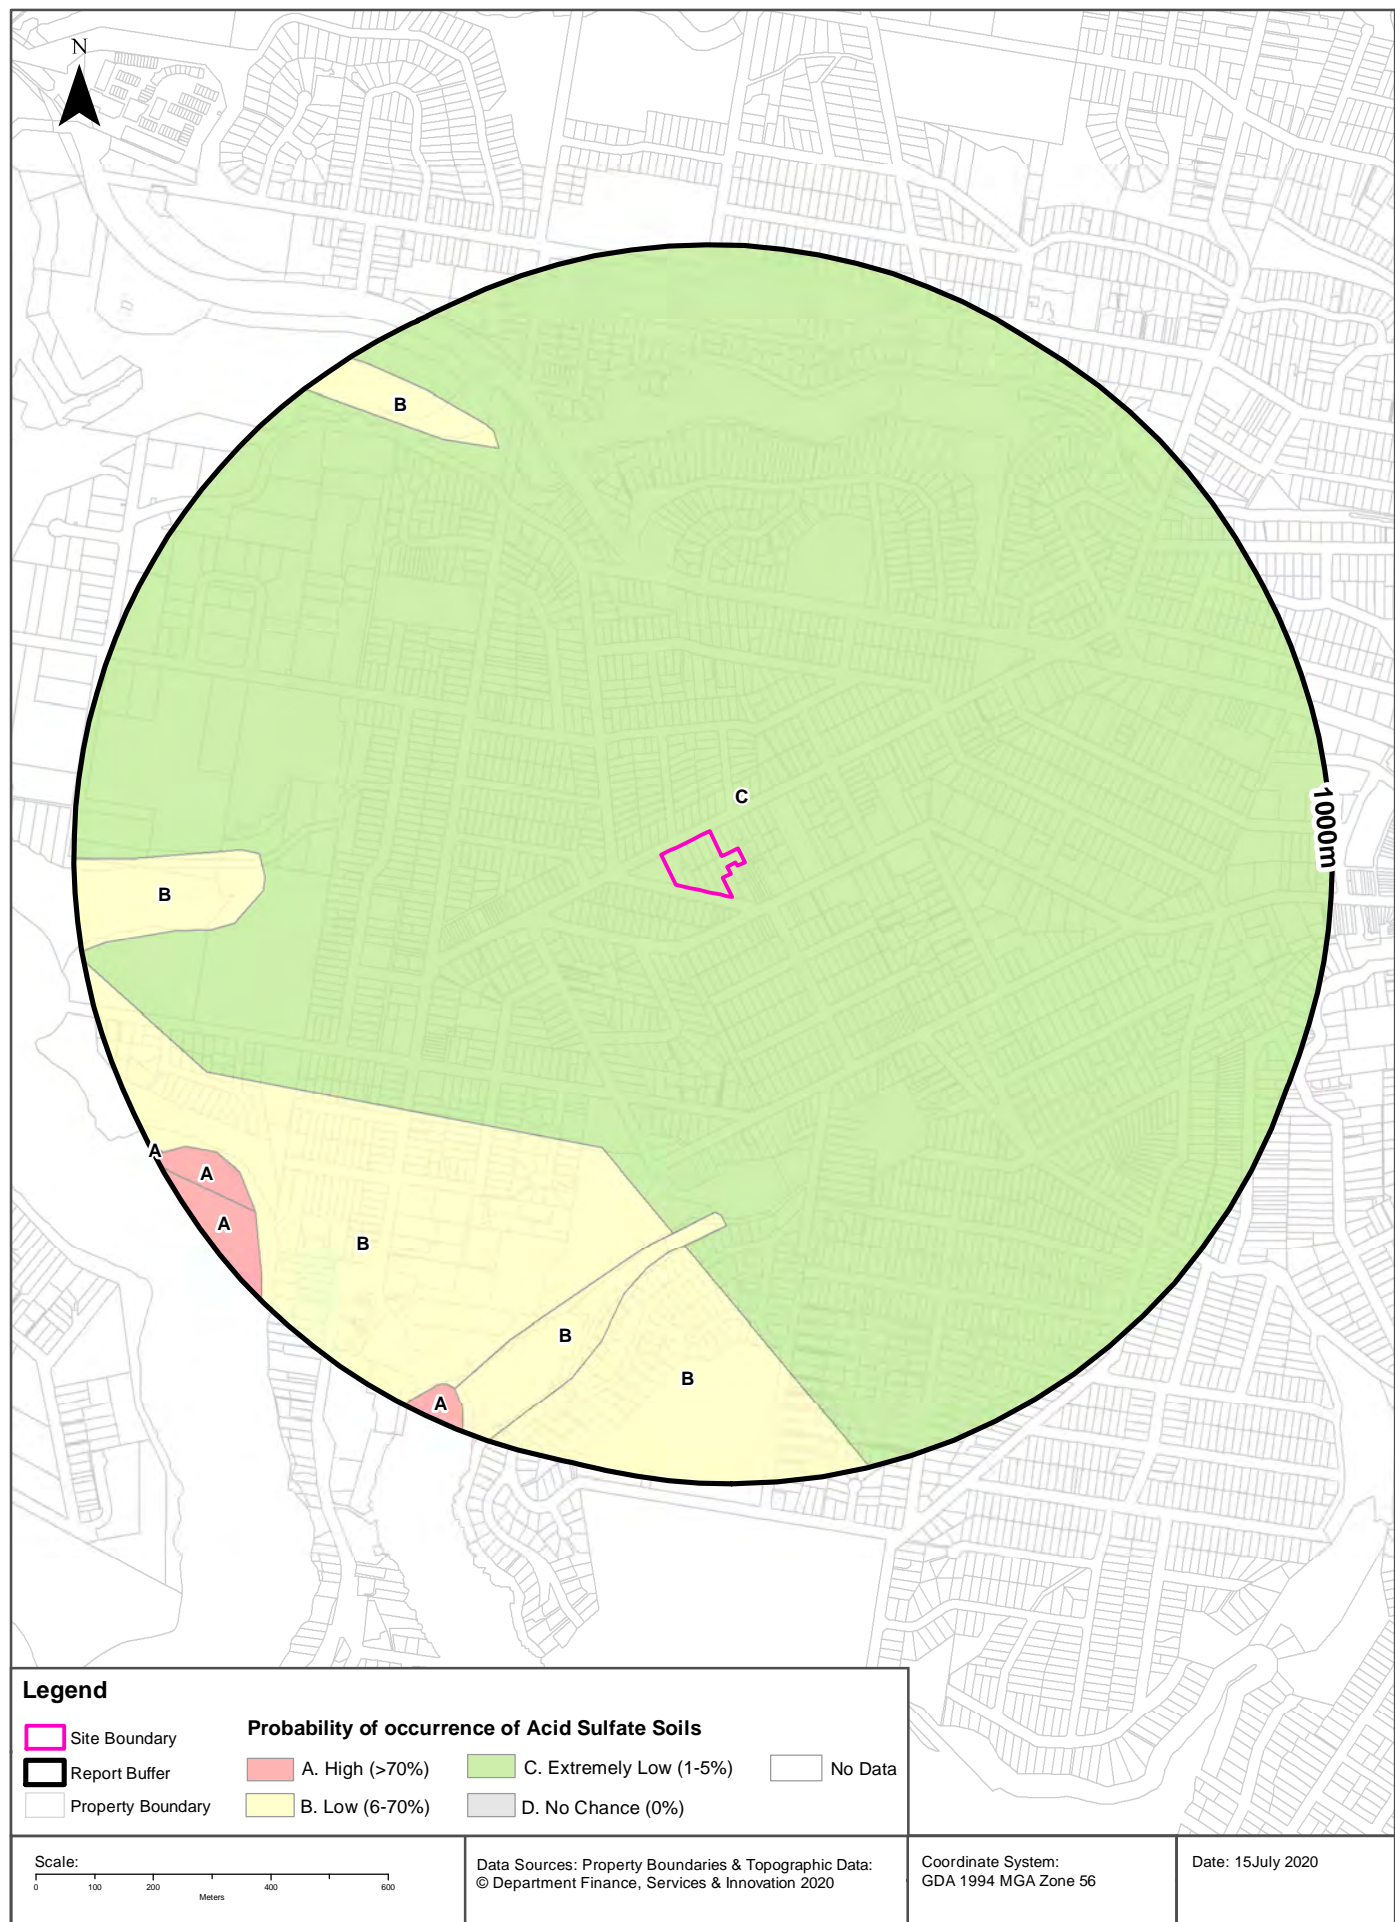 N
B
C
1000m
B
A
A
A
B
B
B
A
Legend
Site Boundary
Report Buffer
Property Boundary
Probability of occurrence of Acid Sulfate Soils
A. High (>70%)
B. Low (6-70%)
C. Extremely Low (1-5%)
D. No Chance (0%)
No Data
Scale:
0 100 200 400 600
Meters
Data Sources: Property Boundaries & Topographic Data:
© Department Finance, Services & Innovation 2020
Coordinate System:
GDA 1994 MGA Zone 56
Date: 15July 2020